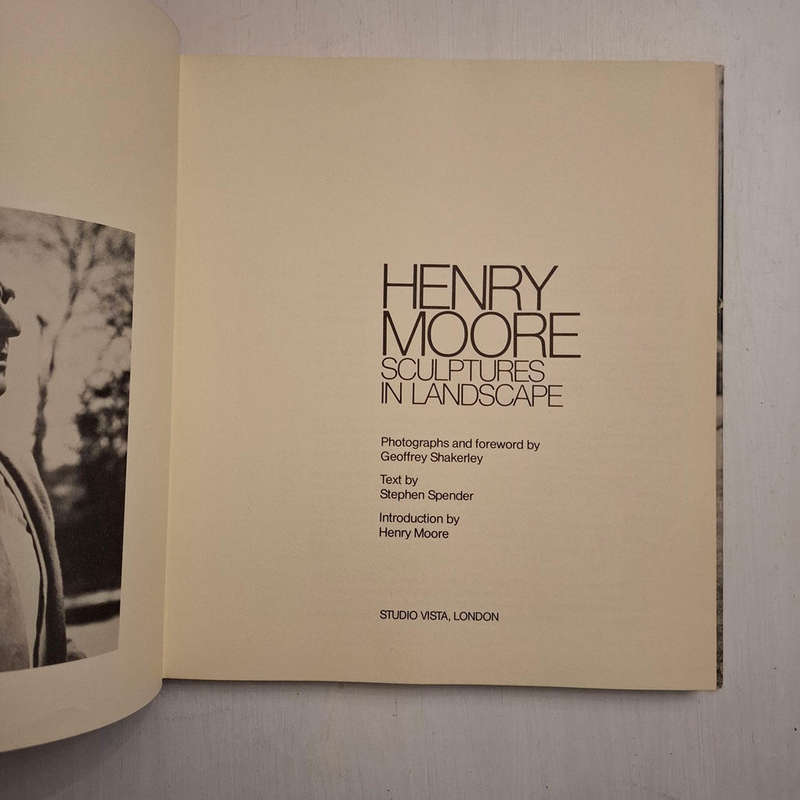 HENRY
MOORE
SCULPTURES
IN LANDSCAPE
Photographs and foreword by
Geoffrey Shakerley
Text by
Stephen Spender
Introduction by
Henry Moore
STUDIO VISTA, LONDON